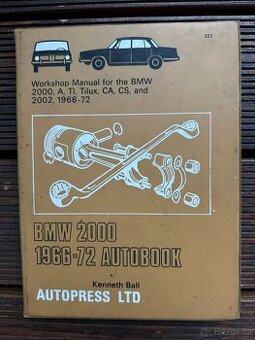 323
Workshop Manual for the BMW
2000, A, TI, Tilux, CA, CS, and
2002, 1966-72
BMW 2000
1966-72 AUTOBOOK
Kenneth Ball
AUTOPRESS LTD